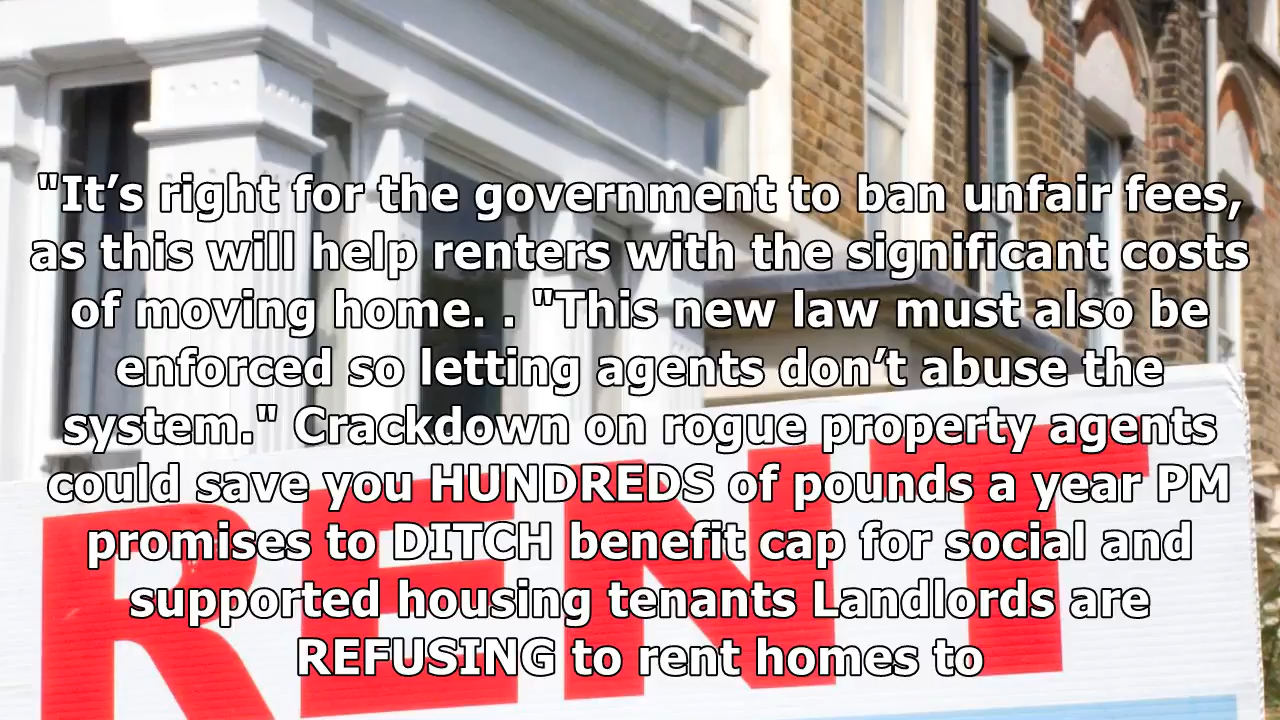 "It’s right for the government to ban unfair fees,
as this will help renters with the significant costs
of moving home. . "This new law must also be
enforced so letting agents don’t abuse the
system." Crackdown on rogue property agents
could save you HUNDREDS of pounds a year PM
promises to DITCH benefit cap for social and
supported housing tenants Landlords are
REFUSING to rent homes to
RENT